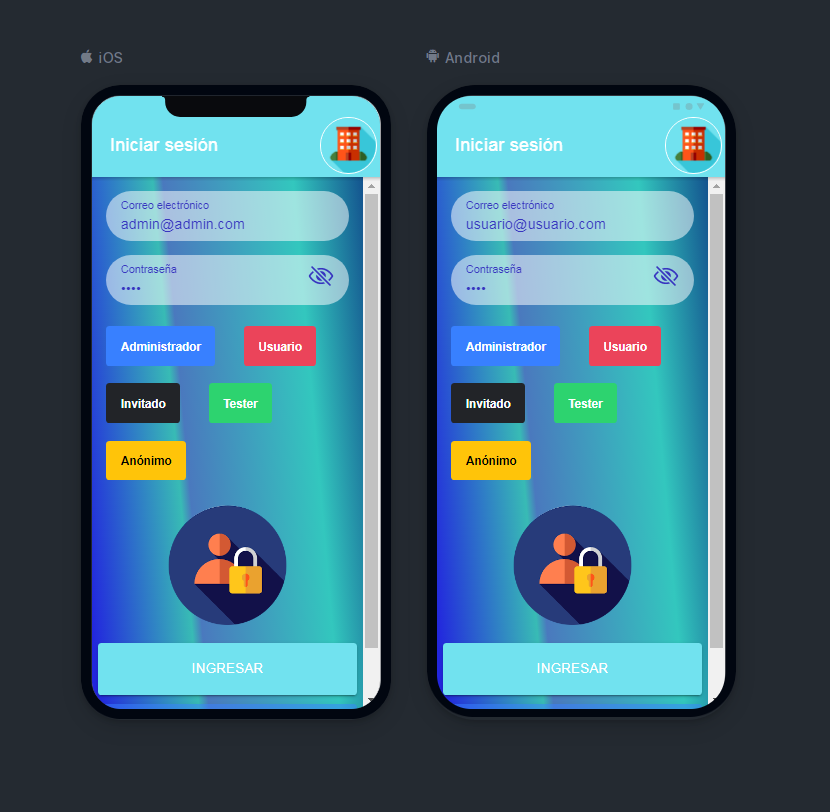 iOS
Iniciar sesión
Correo electrónico
admin@admin.com
Contraseña
••••
Administrador
Usuario
Invitado
Tester
Anónimo
INGRESAR
Android
Iniciar sesión
Correo electrónico
usuario@usuario.com
Contraseña
••••
Administrador
Usuario
Invitado
Tester
Anónimo
INGRESAR